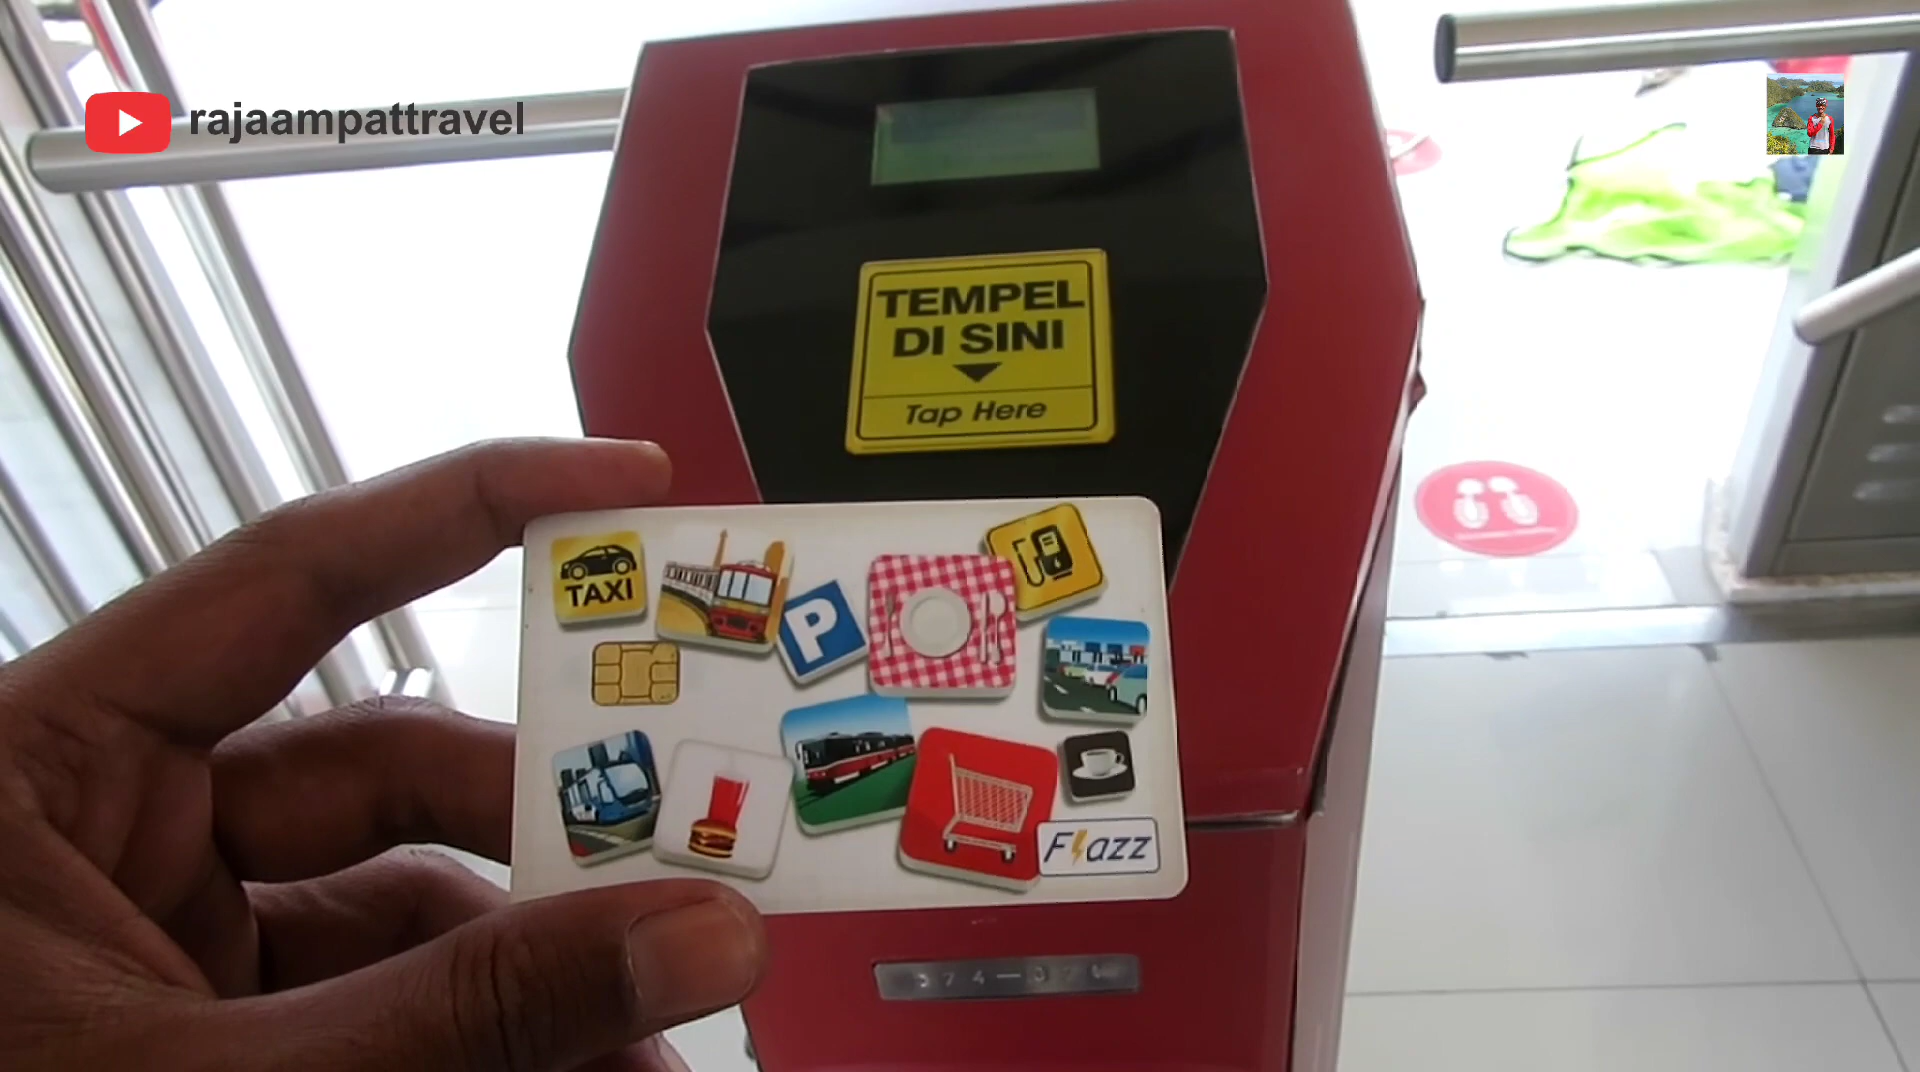 rajaampattravel
TEMPEL
DI SINI
Tap Here
TAXI
P
Flazz